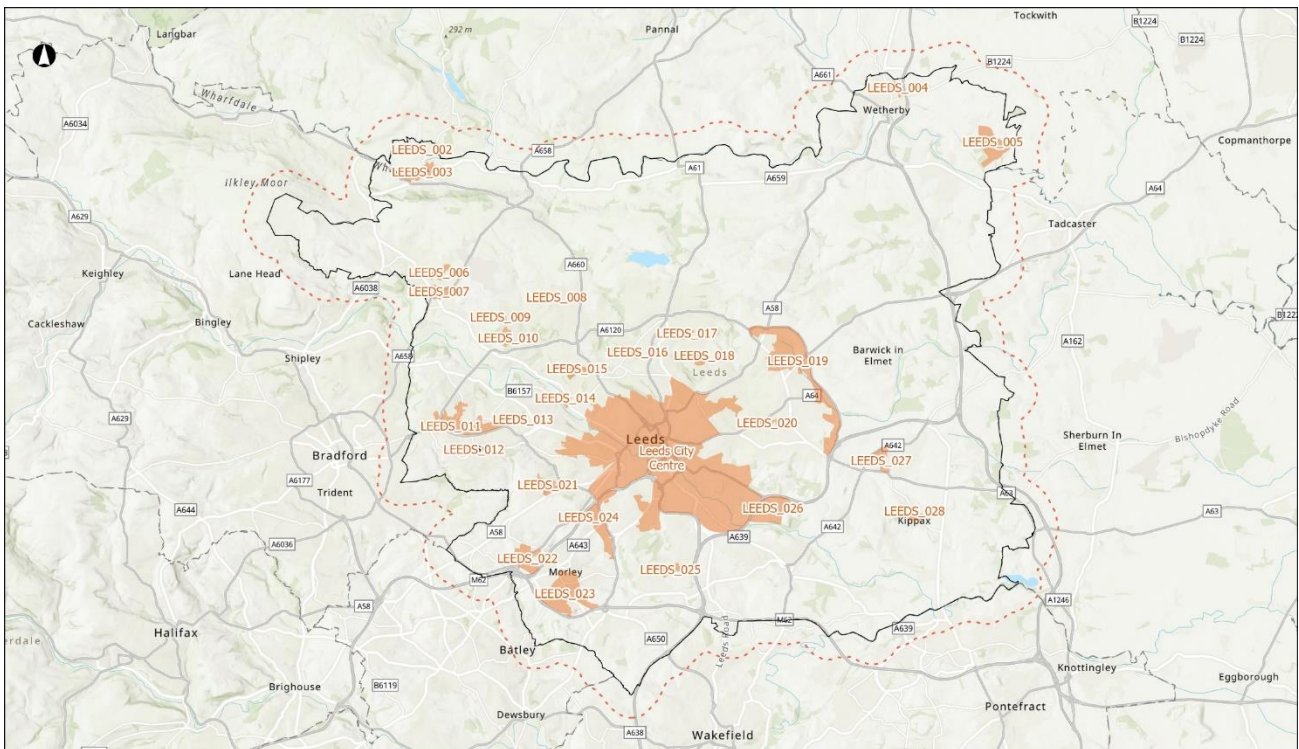 Langbar
292 m
Pannal
Tockwith
B1224
B1224
A661
LEEDS_004
Wetherby
Wharfdale
A6034
LEEDS_002
A658
LEEDS_005
Copmanthorpe
Wh
LEEDS_003
A61
A659
A64
Ilkley Moor
A629
Tadcaster
Keighley
Lane Head
LEEDS_006
A660
A6038
LEEDS_007
LEEDS_008
A58
Cackleshaw
Bingley
LEEDS_009
A6120
LEEDS_017
LEEDS_010
A162
Shipley
A658
LEEDS_016
LEEDS_018
LEEDS_019
Barwick in
Elmet
LEEDS_015
Leeds
B6157
LEEDS_014
A64
A629
LEEDS_011
LEEDS_013
LEEDS_020
Bishopdyke Road
Leeds
Sherburn In
Elmet
A642
LEEDS_012
Leeds City
Centre
Bradford
LEEDS_027
A6177
Trident
LEEDS_021
A63
A644
LEEDS_026
LEEDS_028
A63
LEEDS_024
Kippax
A58
A642
A6036
A643
A639
LEEDS_022
Morley
LEEDS_025
M62
LEEDS_023
A58
A1246
Halifax
M62
A639
A650
Leeds Road
Batley
Knottingley
Eggborough
Brighouse
B6119
Pontefract
Dewsbury
A638
Wakefield